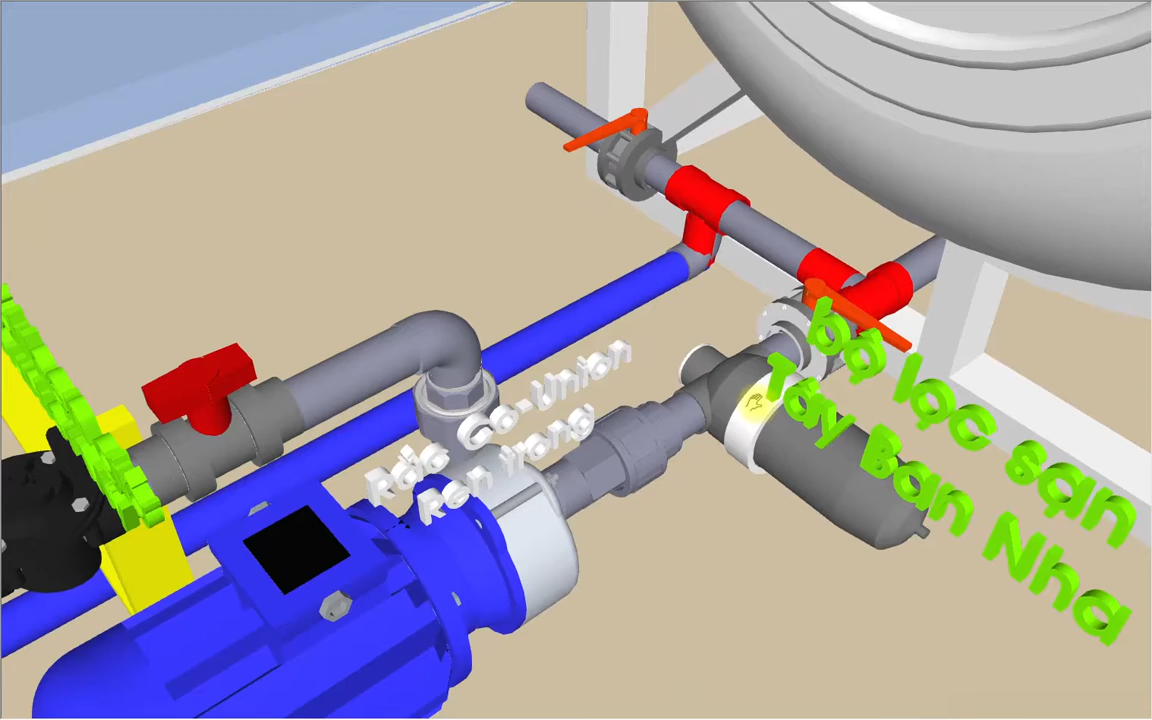 Rắc Co-Union
Ren trong
bộ lọc sạn
Tây Ban Nha